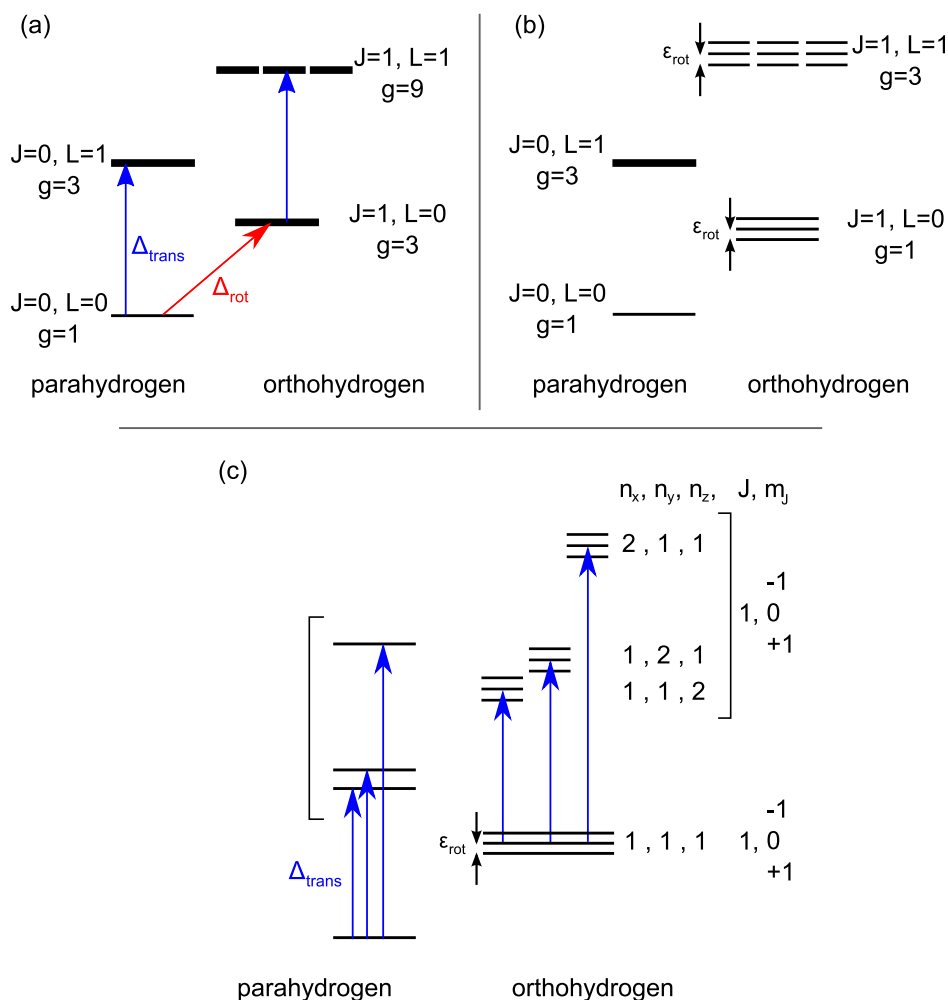 (a)
J=1, L=1
g=9
J=0, L=1
g=3
J=1, L=0
g=3
Δtrans
Δrot
J=0, L=0
g=1
parahydrogen
orthohydrogen
(b)
εrot
J=1, L=1
g=3
J=0, L=1
g=3
εrot
J=1, L=0
g=1
J=0, L=0
g=1
parahydrogen
orthohydrogen
(c)
nx, ny, nz, J, mJ
2 , 1 , 1
-1
1, 0
+1
1 , 2 , 1
1 , 1 , 2
-1
εrot
1 , 1 , 1 1, 0
+1
Δtrans
parahydrogen
orthohydrogen